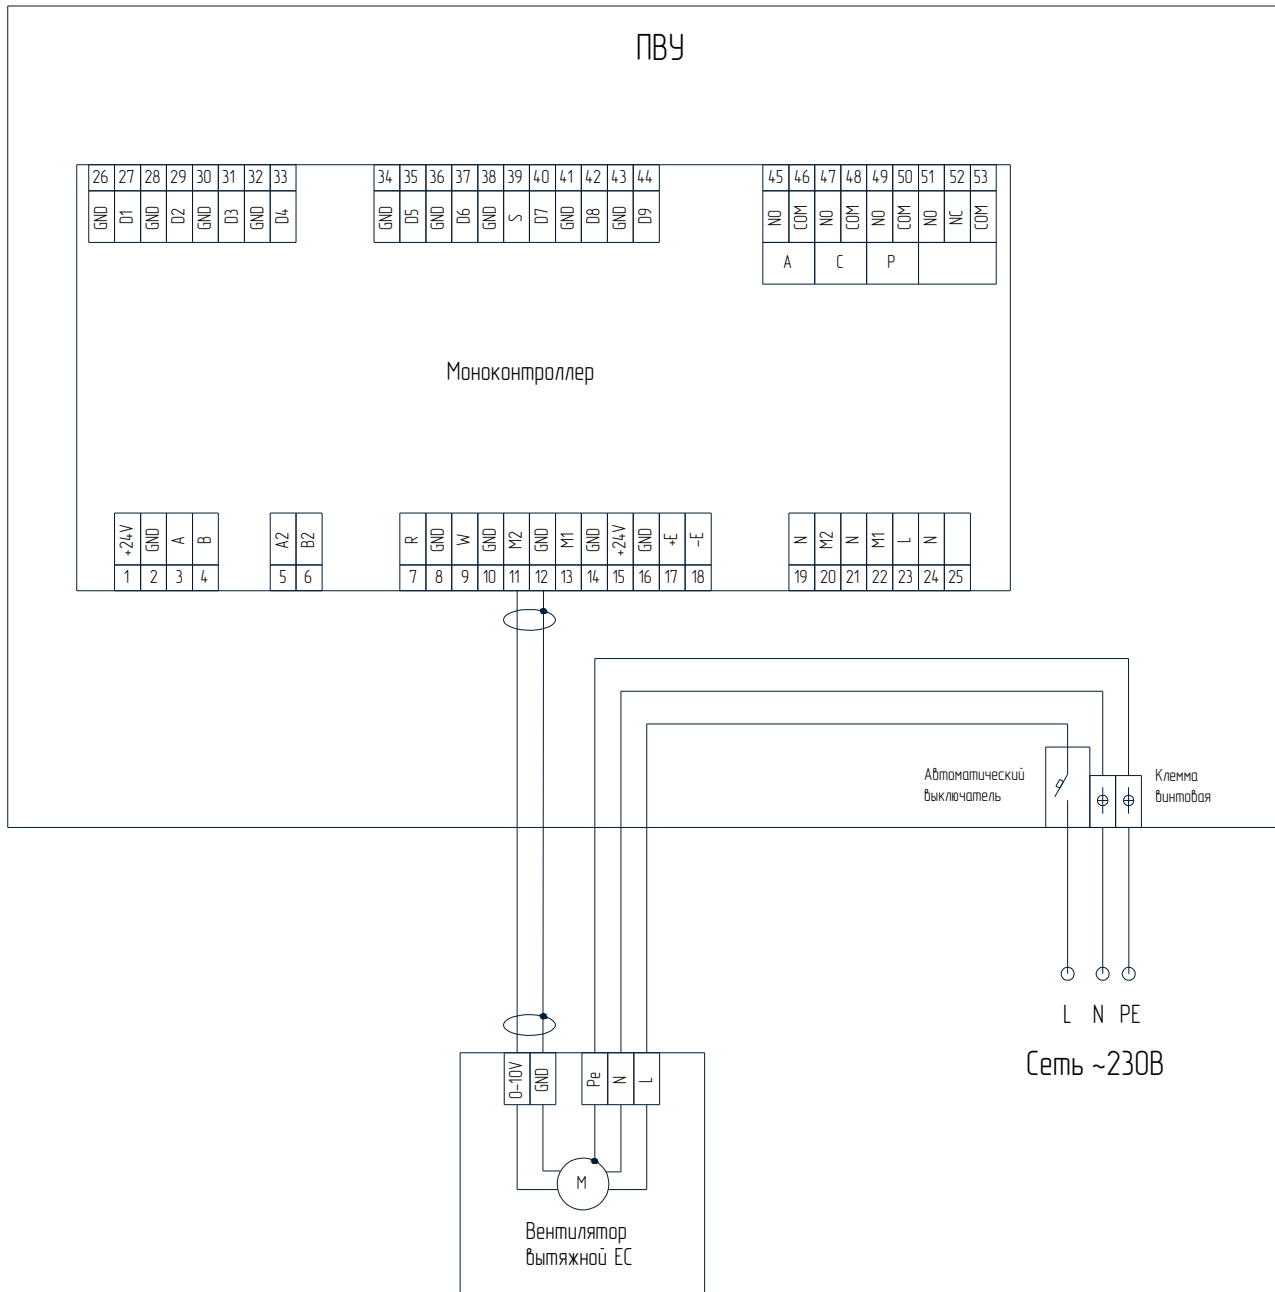 ПВУ
26 27 28 29 30 31 32 33
GND D1 GND D2 GND D3 GND D4
34 35 36 37 38 39 40 41 42 43 44
GND D5 GND D6 GND S D7 GND D8 GND D9
45 46 47 48 49 50 51 52 53
NO COM NO COM NO COM NO NC COM
A C P
Моноконтроллер
+24V GND A B
1 2 3 4
A2 B2
5 6
R GND W GND M2 GND M1 GND +24V GND +E -E
7 8 9 10 11 12 13 14 15 16 17 18
N M2 N M1 L N
19 20 21 22 23 24 25
Автоматический
выключатель
Клемма
винтовая
L N PE
Сеть ~230В
0-10V GND Pe N L
М
Вентилятор
вытяжной ЕС